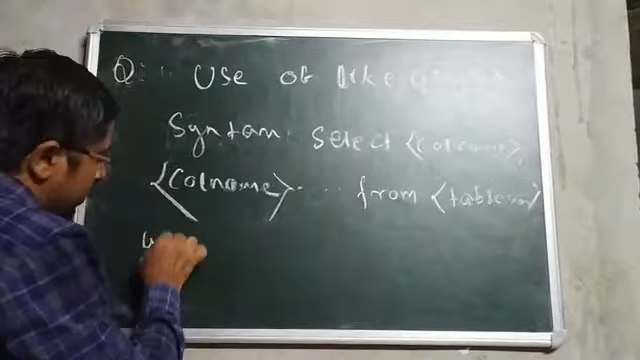 Q: Use of like
Syntax: Select <Colname>,
<Colname> ... from <tablename>
W